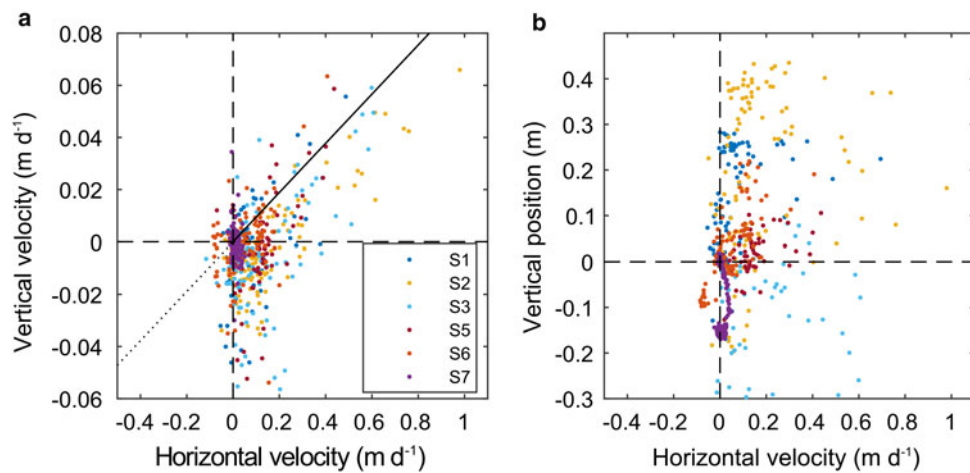 a
b
0.08
0.06
0.04
0.02
0
-0.02
-0.04
-0.06
Vertical velocity (m d⁻¹)
-0.4 -0.2 0 0.2 0.4 0.6 0.8 1
Horizontal velocity (m d⁻¹)
S1
S2
S3
S5
S6
S7
0.4
0.3
0.2
0.1
0
-0.1
-0.2
-0.3
Vertical position (m)
-0.4 -0.2 0 0.2 0.4 0.6 0.8 1
Horizontal velocity (m d⁻¹)